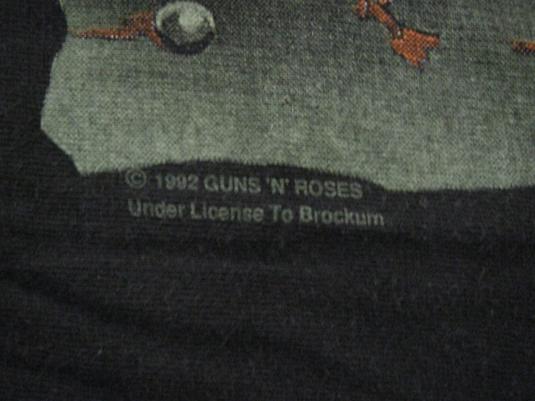 © 1992 GUNS 'N' ROSES
Under License To Brockum